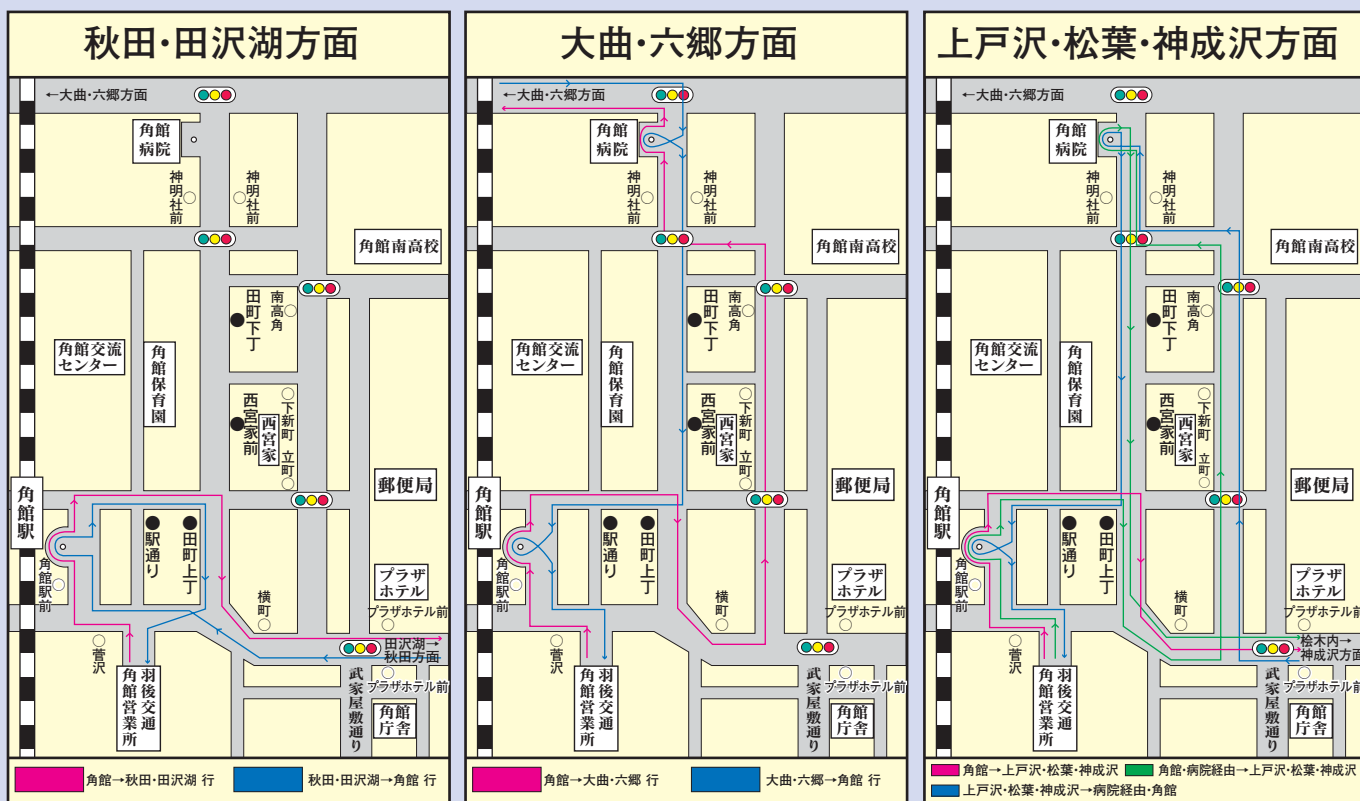 秋田・田沢湖方面
←大曲・六郷方面
角館
病院
神明社前
神明社前
角館南高校
田町下丁
南高角
角館交流
センター
角館保育園
西宮家前
西宮家
下新町
立町
郵便局
角館駅
駅通り
田町上丁
角館駅前
横町
プラザ
ホテル
プラザホテル前
菅沢
田沢湖→
秋田方面
羽後交通
角館営業所
武家屋敷通り
プラザホテル前
角館
庁舎
角館→秋田・田沢湖 行
秋田・田沢湖→角館 行
大曲・六郷方面
←大曲・六郷方面
角館
病院
神明社前
神明社前
角館南高校
田町下丁
南高角
角館交流
センター
角館保育園
西宮家前
西宮家
下新町
立町
郵便局
角館駅
駅通り
田町上丁
角館駅前
横町
プラザ
ホテル
プラザホテル前
菅沢
羽後交通
角館営業所
武家屋敷通り
プラザホテル前
角館
庁舎
角館→大曲・六郷 行
大曲・六郷→角館 行
上戸沢・松葉・神成沢方面
←大曲・六郷方面
角館
病院
神明社前
神明社前
角館南高校
田町下丁
南高角
角館交流
センター
角館保育園
西宮家前
西宮家
下新町
立町
郵便局
角館駅
駅通り
田町上丁
角館駅前
横町
プラザ
ホテル
プラザホテル前
菅沢
桧木内→
神成沢方面
羽後交通
角館営業所
武家屋敷通り
プラザホテル前
角館
庁舎
角館→上戸沢・松葉・神成沢
角館・病院経由→上戸沢・松葉・神成沢
上戸沢・松葉・神成沢→病院経由・角館